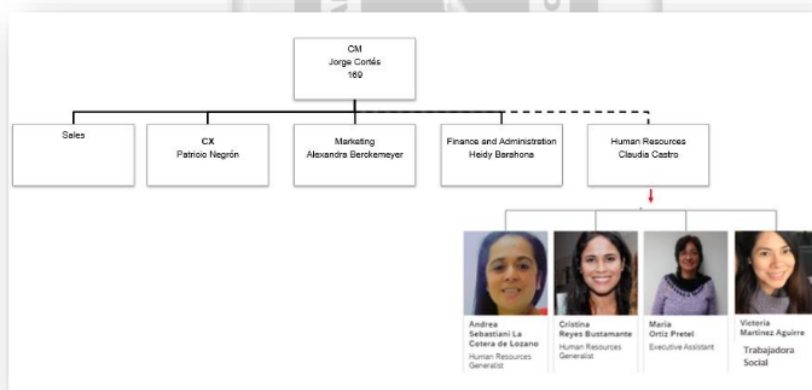 CM
Jorge Cortés
169
Sales
CX
Patricio Negrón
Marketing
Alexandra Berckemeyer
Finance and Administration
Heidy Barahona
Human Resources
Claudia Castro
Andrea
Sebastiani La
Cotera de Lozano
Human Resources
Generalist
Cristina
Reyes Bustamante
Human Resources
Generalist
Maria
Ortiz Pretel
Executive Assistant
Victoria
Martínez Aguirre
Trabajadora
Social